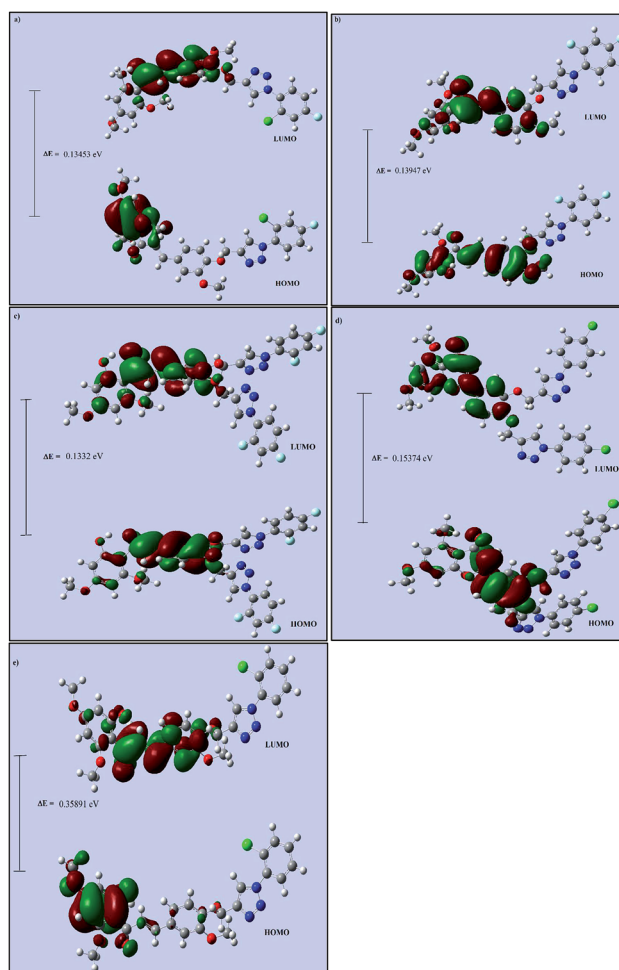 a)
LUMO
ΔE = 0.13453 eV
HOMO
b)
LUMO
ΔE = 0.13947 eV
HOMO
c)
LUMO
ΔE = 0.1332 eV
HOMO
d)
ΔE = 0.15374 eV
LUMO
HOMO
e)
LUMO
ΔE = 0.35891 eV
HOMO